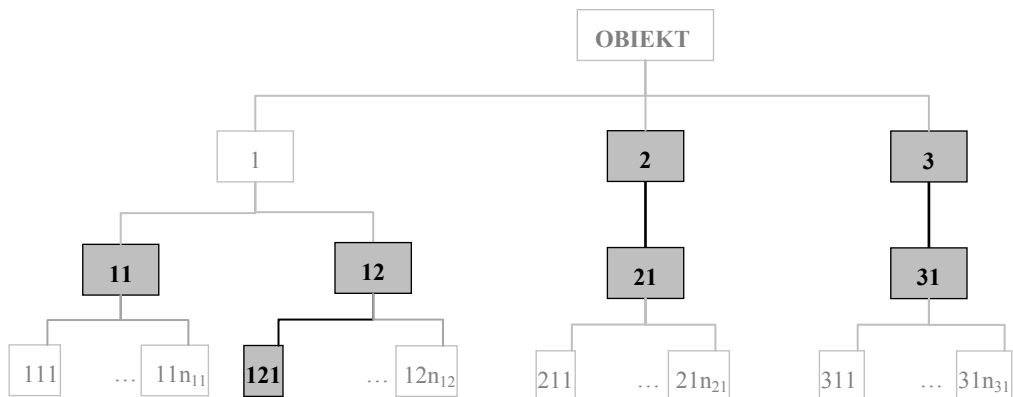 OBIEKT
1 2 3
11 12 21 31
111 … 11n₁₁ 121 … 12n₁₂ 211 … 21n₂₁ 311 … 31n₃₁